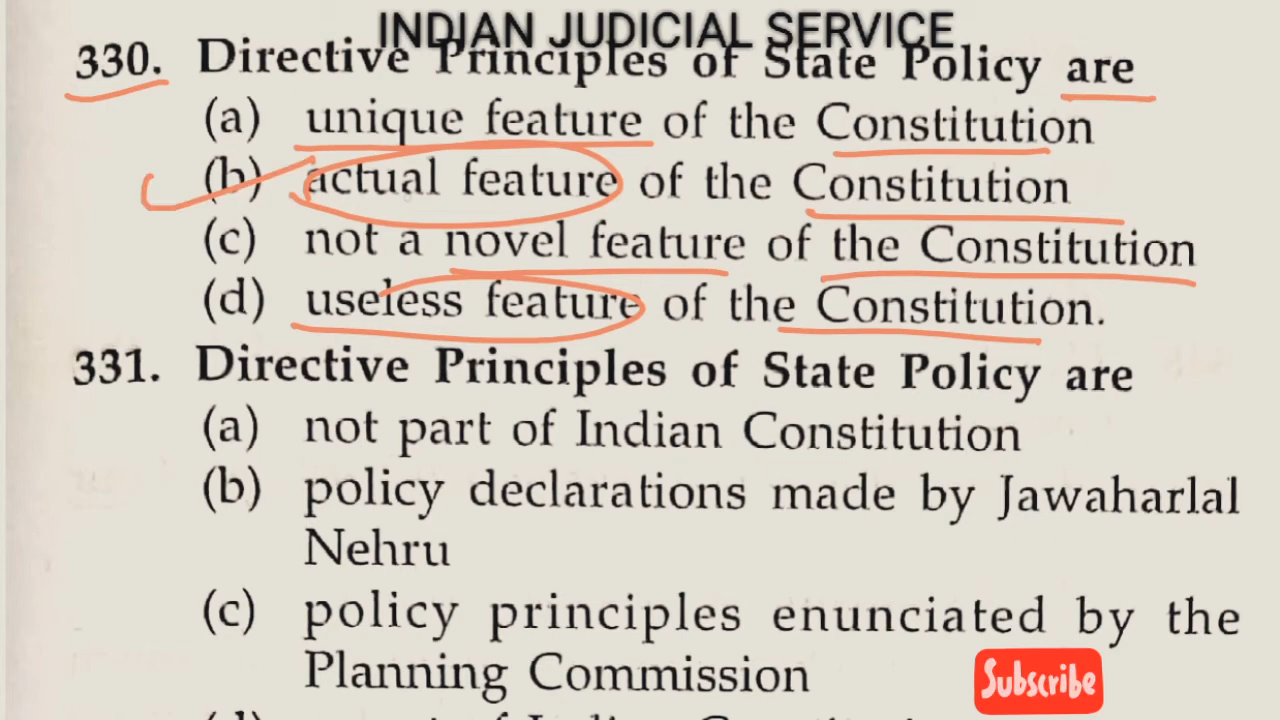 INDIAN JUDICIAL SERVICE
330. Directive Principles of State Policy are
(a) unique feature of the Constitution
(b) actual feature of the Constitution
(c) not a novel feature of the Constitution
(d) useless feature of the Constitution.
331. Directive Principles of State Policy are
(a) not part of Indian Constitution
(b) policy declarations made by Jawaharlal
Nehru
(c) policy principles enunciated by the
Planning Commission
Subscribe